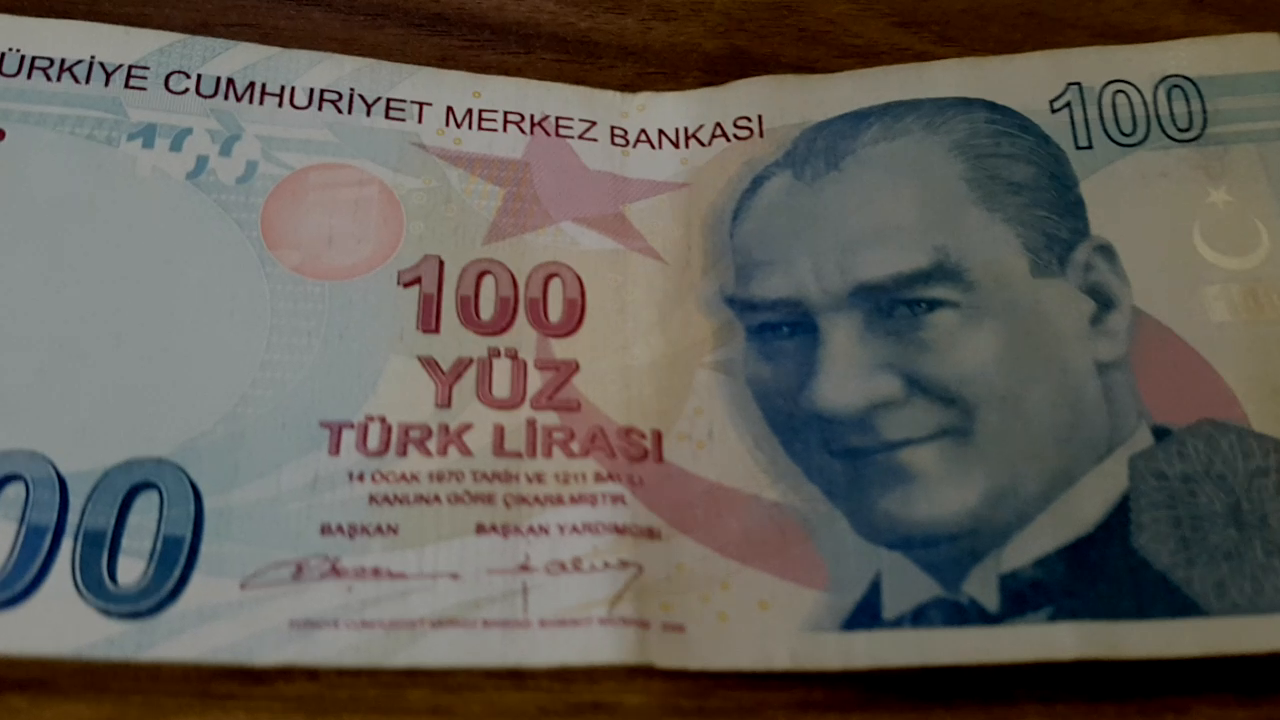 ÜRKİYE CUMHURİYET MERKEZ BANKASI
100
100
100
YÜZ
TÜRK LİRASI
14 OCAK 1970 TARİH VE 1211 SAYILI
KANUNA GÖRE ÇIKARILMIŞTIR.
BAŞKAN BAŞKAN YARDIMCISI
00